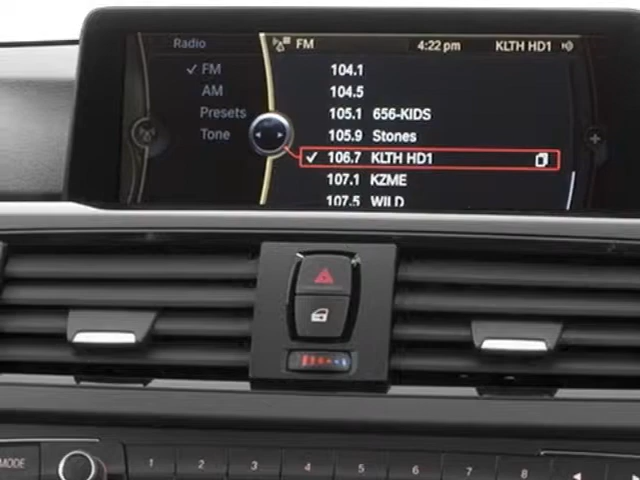 Radio FM 4:22 pm KLTH HD1
FM 104.1
AM 104.5
Presets 105.1 656-KIDS
Tone 105.9 Stones
106.7 KLTH HD1
107.1 KZME
107.5 WILD
MODE 1 2 3 4 5 6 7 8